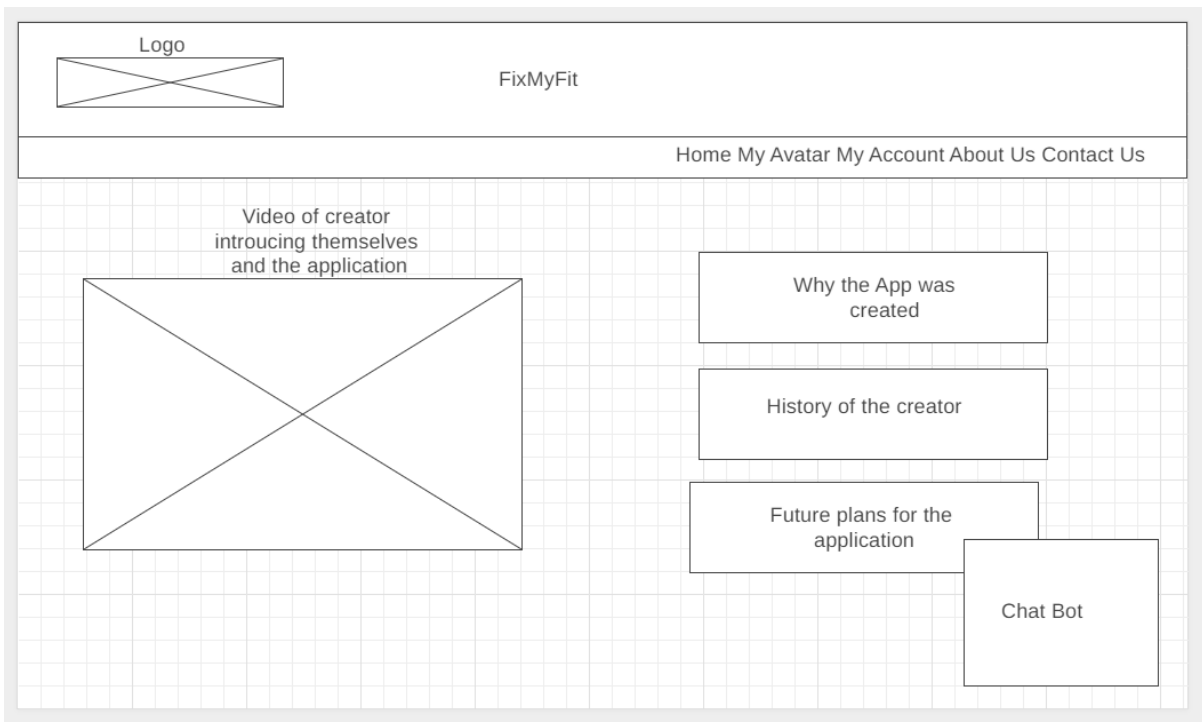 Logo
FixMyFit
Home My Avatar My Account About Us Contact Us
Video of creator
introucing themselves
and the application
Why the App was
created
History of the creator
Future plans for the
application
Chat Bot